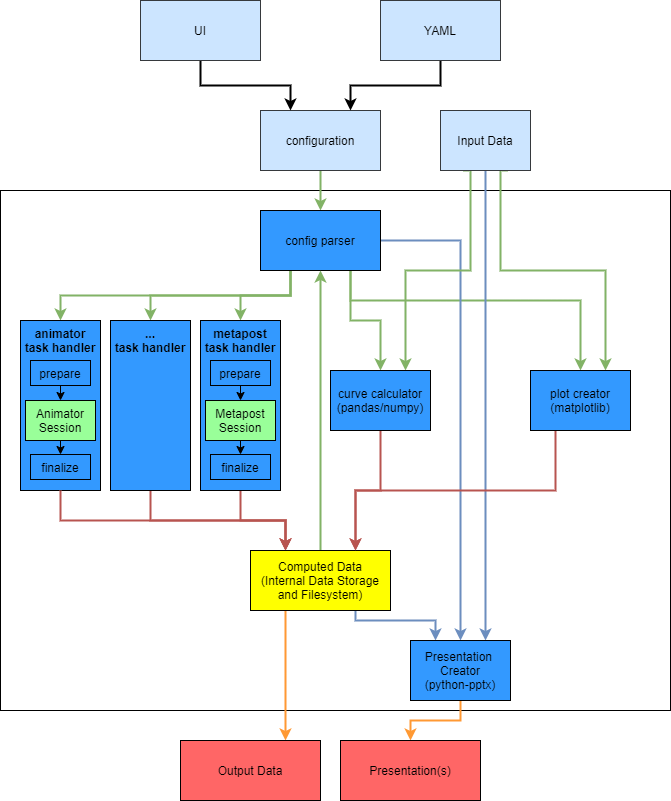 UI
YAML
configuration
Input Data
config parser
animator
task handler
prepare
Animator
Session
finalize
...
task handler
metapost
task handler
prepare
Metapost
Session
finalize
curve calculator
(pandas/numpy)
plot creator
(matplotlib)
Computed Data
(Internal Data Storage
and Filesystem)
Presentation
Creator
(python-pptx)
Output Data
Presentation(s)